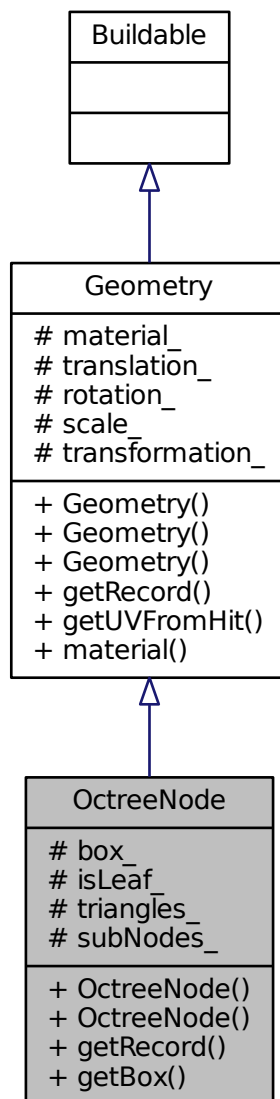 Buildable
Geometry
# material_
# translation_
# rotation_
# scale_
# transformation_
+ Geometry()
+ Geometry()
+ Geometry()
+ getRecord()
+ getUVFromHit()
+ material()
OctreeNode
# box_
# isLeaf_
# triangles_
# subNodes_
+ OctreeNode()
+ OctreeNode()
+ getRecord()
+ getBox()